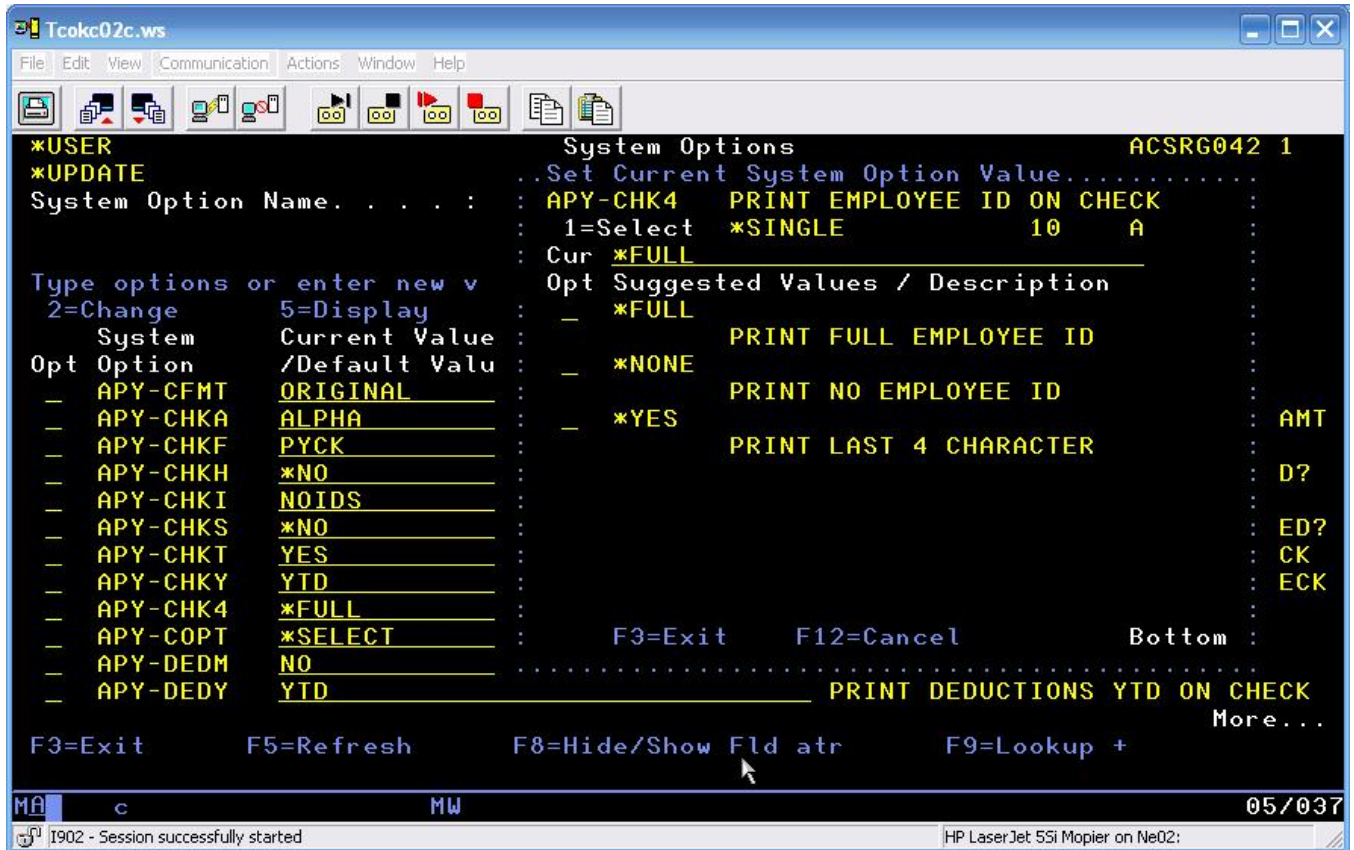 Tcokc02c.ws
File Edit View Communication Actions Window Help
*USER System Options ACSRG042 1
*UPDATE ..Set Current System Option Value............
System Option Name. . . . : : APY-CHK4 PRINT EMPLOYEE ID ON CHECK :
: 1=Select *SINGLE 10 A :
: Cur *FULL :
Type options or enter new v Opt Suggested Values / Description :
2=Change 5=Display : _ *FULL :
System Current Value : PRINT FULL EMPLOYEE ID :
Opt Option /Default Valu : _ *NONE :
_ APY-CFMT ORIGINAL : PRINT NO EMPLOYEE ID :
_ APY-CHKA ALPHA : _ *YES : AMT
_ APY-CHKF PYCK : PRINT LAST 4 CHARACTER :
_ APY-CHKH *NO : : D?
_ APY-CHKI NOIDS : :
_ APY-CHKS *NO : : ED?
_ APY-CHKT YES : : CK
_ APY-CHKY YTD : : ECK
_ APY-CHK4 *FULL : :
_ APY-COPT *SELECT : F3=Exit F12=Cancel Bottom :
_ APY-DEDM NO .............................................
_ APY-DEDY YTD PRINT DEDUCTIONS YTD ON CHECK
More...
F3=Exit F5=Refresh F8=Hide/Show Fld atr F9=Lookup +
MA c MW 05/037
I902 - Session successfully started HP LaserJet 5Si Mopier on Ne02: